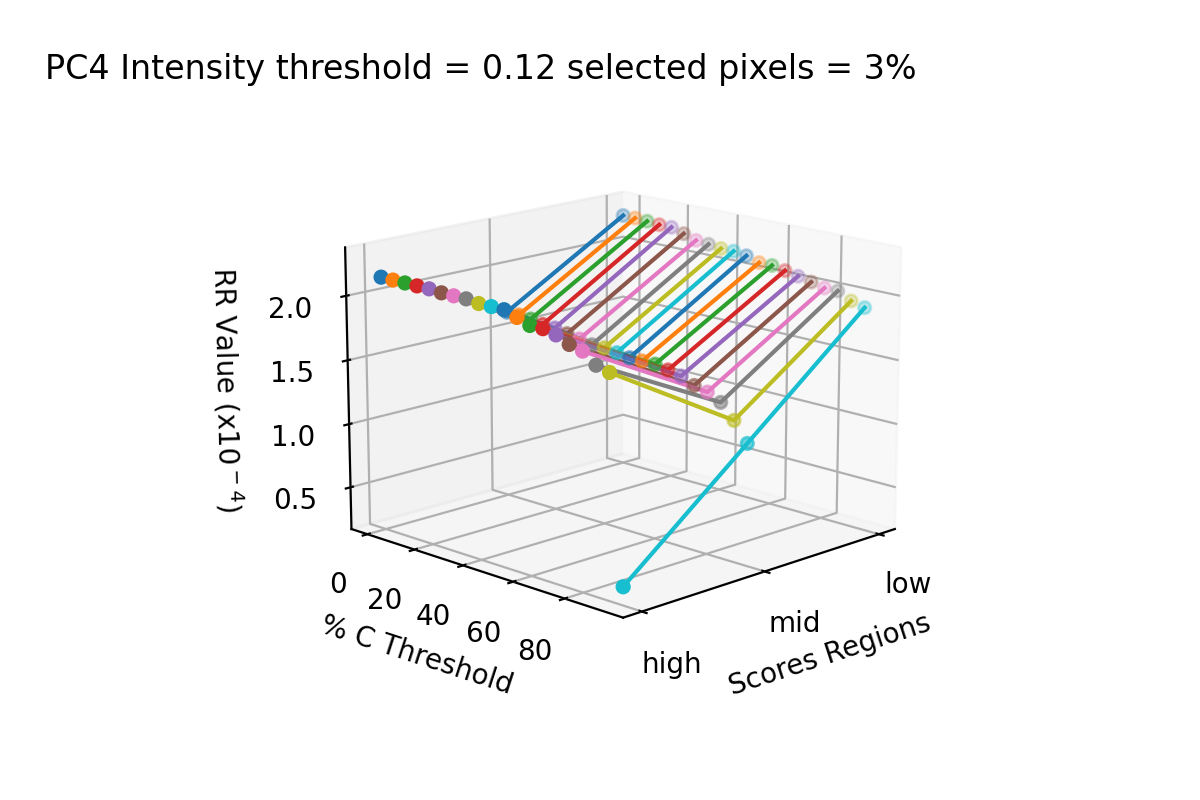 PC4 Intensity threshold = 0.12 selected pixels = 3%
RR Value (x10⁻⁴)
2.0
1.5
1.0
0.5
0
20
40
60
80
% C Threshold
high
mid
low
Scores Regions